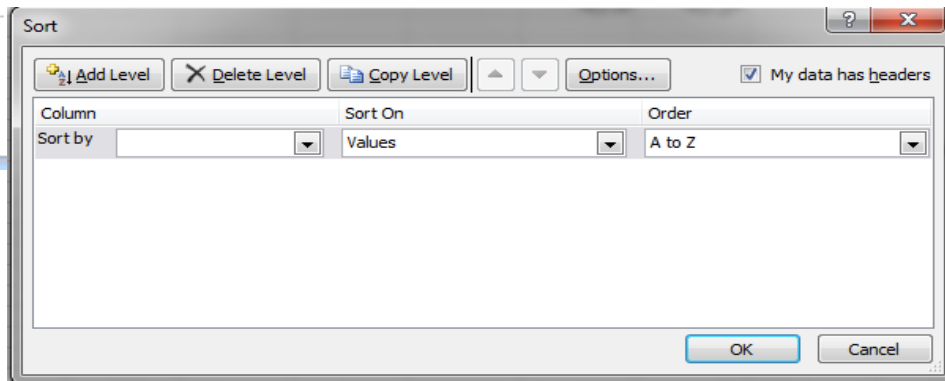 Sort
Add Level Delete Level Copy Level Options... My data has headers
Column Sort On Order
Sort by Values A to Z
OK Cancel